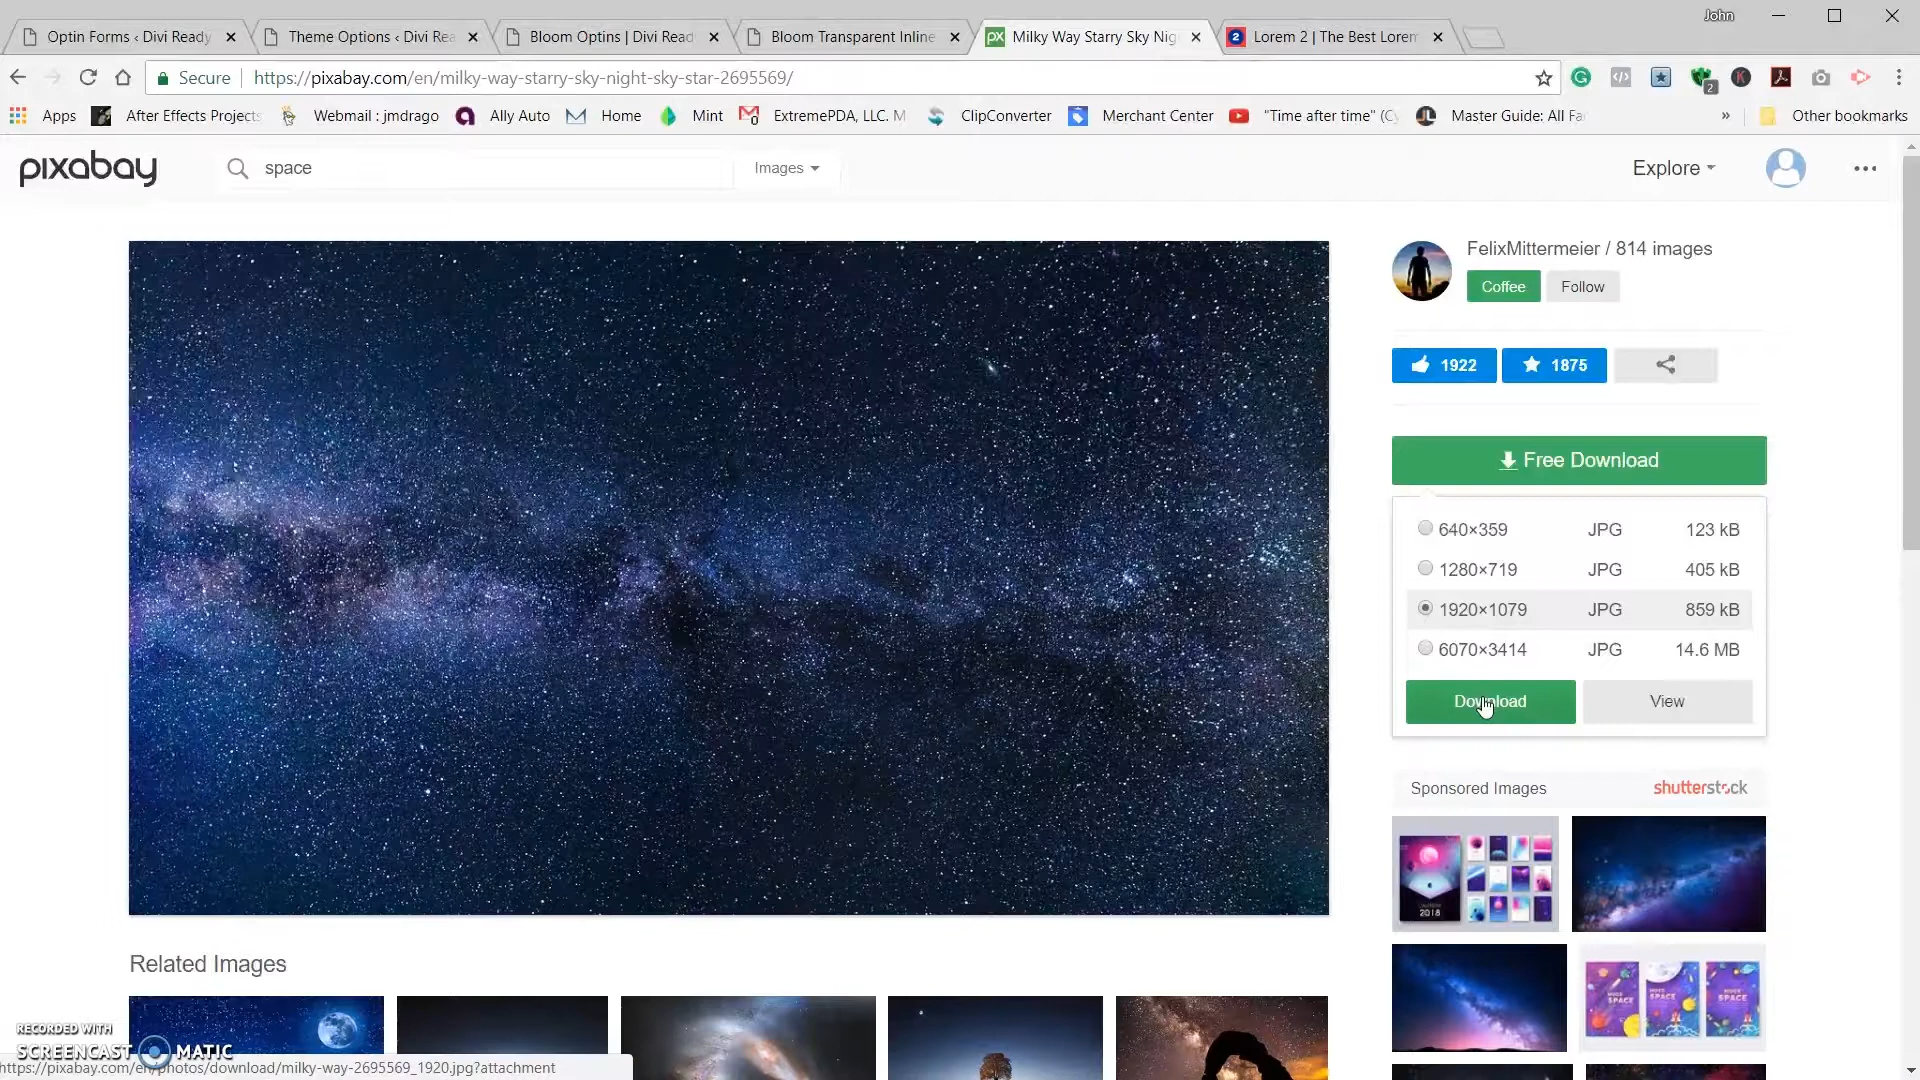 John
Optin Forms ‹ Divi Ready
Theme Options ‹ Divi Rea
Bloom Optins | Divi Read
Bloom Transparent Inline
Milky Way Starry Sky Nig
Lorem 2 | The Best Lorem
Secure
https://pixabay.com/en/milky-way-starry-sky-night-sky-star-2695569/
Apps
After Effects Projects
Webmail : jmdrago
Ally Auto
Home
Mint
ExtremePDA, LLC. M
ClipConverter
Merchant Center
"Time after time" (Cy
Master Guide: All Fa
»
Other bookmarks
pixabay
space
Images
Explore
FelixMittermeier / 814 images
Coffee
Follow
1922
1875
Free Download
640×359 JPG 123 kB
1280×719 JPG 405 kB
1920×1079 JPG 859 kB
6070×3414 JPG 14.6 MB
Download
View
Sponsored Images
shutterstock
2018
Related Images
RECORDED WITH
SCREENCAST MATIC
https://pixabay.com/en/photos/download/milky-way-2695569_1920.jpg?attachment